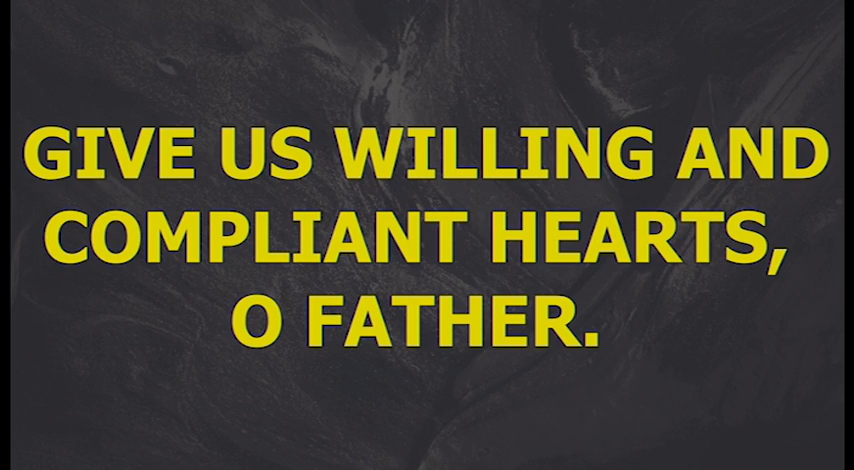 GIVE US WILLING AND
COMPLIANT HEARTS,
O FATHER.